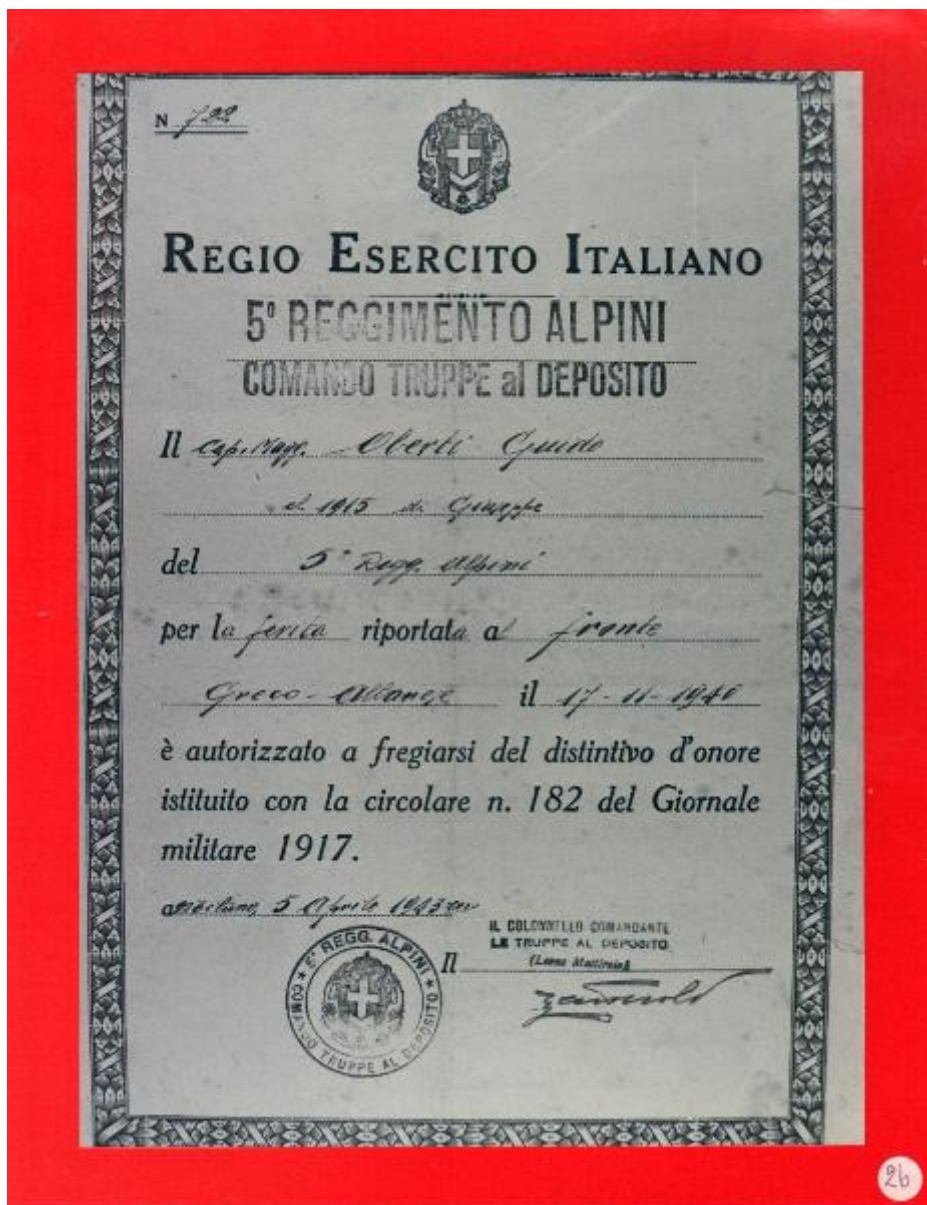 N 722
REGIO ESERCITO ITALIANO
5° REGGIMENTO ALPINI
COMANDO TRUPPE al DEPOSITO
Il Cap. Magg. Oberti Guido
cl 1915 di Giuseppe
del 5° Regg. Alpini
per la ferita riportata al fronte
Greco-Albanese il 17-11-1940
è autorizzato a fregiarsi del distintivo d'onore
istituito con la circolare n. 182 del Giornale
militare 1917.
5 Aprile 1943
IL COLONNELLO COMANDANTE
LE TRUPPE AL DEPOSITO
Il
5° REGG. ALPINI
COMANDO TRUPPE AL DEPOSITO
26